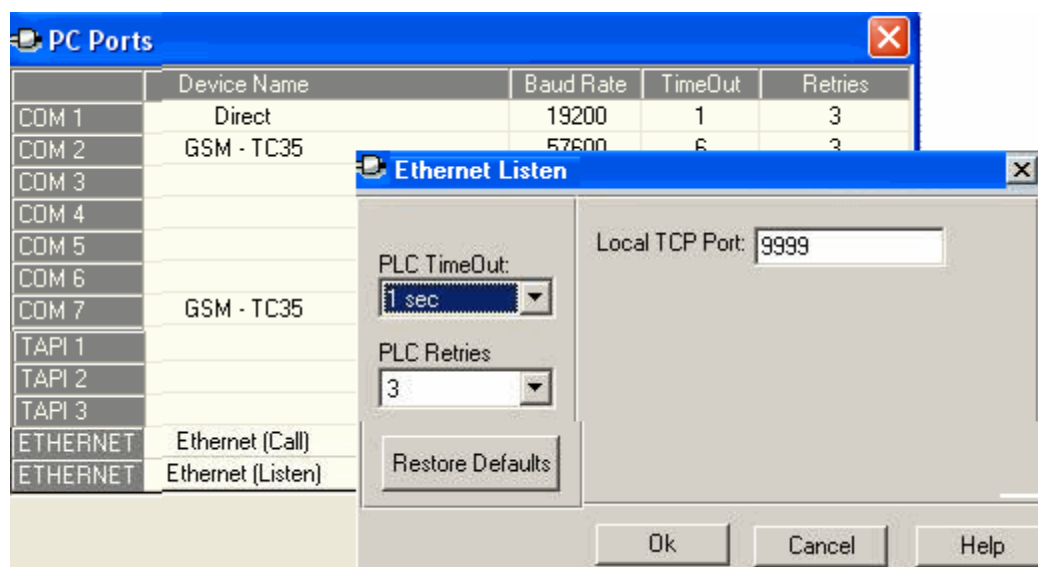 PC Ports
Device Name Baud Rate TimeOut Retries
COM 1 Direct 19200 1 3
COM 2 GSM - TC35 57600 6 3
COM 3
COM 4
COM 5
COM 6
COM 7 GSM - TC35
TAPI 1
TAPI 2
TAPI 3
ETHERNET Ethernet (Call)
ETHERNET Ethernet (Listen)
Ethernet Listen
PLC TimeOut:
1 sec
PLC Retries
3
Restore Defaults
Local TCP Port: 9999
Ok Cancel Help